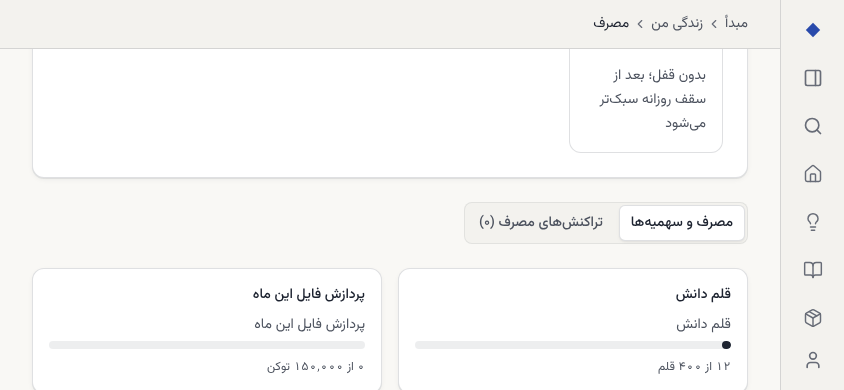 مبدأ › زندگی من › مصرف
بدون قفل؛ بعد از
سقف روزانه سبک‌تر
می‌شود
مصرف و سهمیه‌ها
تراکنش‌های مصرف (۰)
قلم دانش
قلم دانش
۱۲ از ۴۰۰ قلم
پردازش فایل این ماه
پردازش فایل این ماه
۰ از ۱۵۰٬۰۰۰ توکن